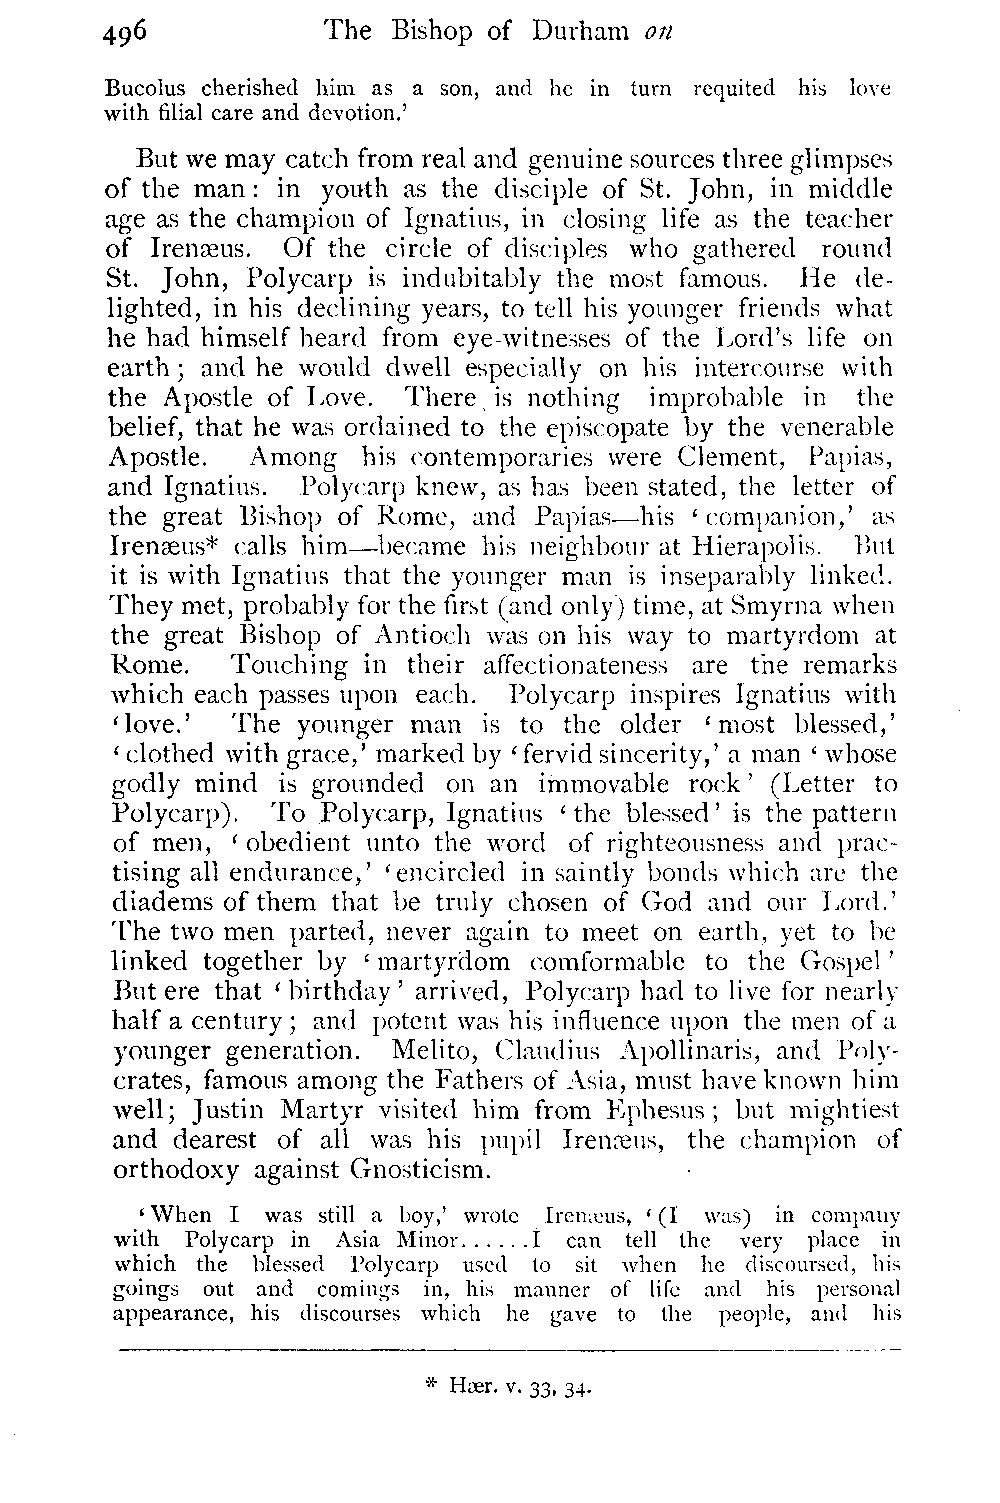 496 The Bishop of Durham on
Bucolus cherished him as a son, and he in turn requited his love
with filial care and devotion.'
But we may catch from real and genuine sources three glimpses
of the man: in youth as the disciple of St. John, in middle
age as the champion of Ignatius, in closing life as the teacher
of Irenæus. Of the circle of disciples who gathered round
St. John, Polycarp is indubitably the most famous. He de-
lighted, in his declining years, to tell his younger friends what
he had himself heard from eye-witnesses of the Lord's life on
earth; and he would dwell especially on his intercourse with
the Apostle of Love. There is nothing improbable in the
belief, that he was ordained to the episcopate by the venerable
Apostle. Among his contemporaries were Clement, Papias,
and Ignatius. Polycarp knew, as has been stated, the letter of
the great Bishop of Rome, and Papias—his 'companion,' as
Irenæus* calls him—became his neighbour at Hierapolis. But
it is with Ignatius that the younger man is inseparably linked.
They met, probably for the first (and only) time, at Smyrna when
the great Bishop of Antioch was on his way to martyrdom at
Rome. Touching in their affectionateness are the remarks
which each passes upon each. Polycarp inspires Ignatius with
'love.' The younger man is to the older 'most blessed,'
'clothed with grace,' marked by 'fervid sincerity,' a man 'whose
godly mind is grounded on an immovable rock' (Letter to
Polycarp). To Polycarp, Ignatius 'the blessed' is the pattern
of men, 'obedient unto the word of righteousness and prac-
tising all endurance,' 'encircled in saintly bonds which are the
diadems of them that be truly chosen of God and our Lord.'
The two men parted, never again to meet on earth, yet to be
linked together by 'martyrdom comformable to the Gospel'
But ere that 'birthday' arrived, Polycarp had to live for nearly
half a century; and potent was his influence upon the men of a
younger generation. Melito, Claudius Apollinaris, and Poly-
crates, famous among the Fathers of Asia, must have known him
well; Justin Martyr visited him from Ephesus; but mightiest
and dearest of all was his pupil Irenæus, the champion of
orthodoxy against Gnosticism.
'When I was still a boy,' wrote Irenæus, '(I was) in company
with Polycarp in Asia Minor......I can tell the very place in
which the blessed Polycarp used to sit when he discoursed, his
goings out and comings in, his manner of life and his personal
appearance, his discourses which he gave to the people, and his
* Hær. v. 33, 34.